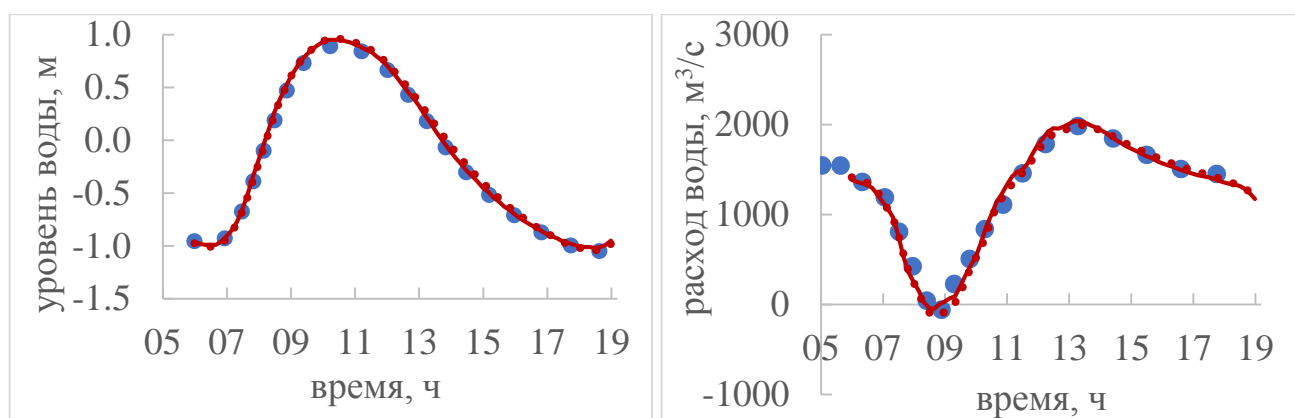 уровень воды, м
1.0
0.5
0.0
-0.5
-1.0
-1.5
05 07 09 11 13 15 17 19
время, ч
расход воды, м³/с
3000
2000
1000
0
05 07 09 11 13 15 17 19
-1000
время, ч